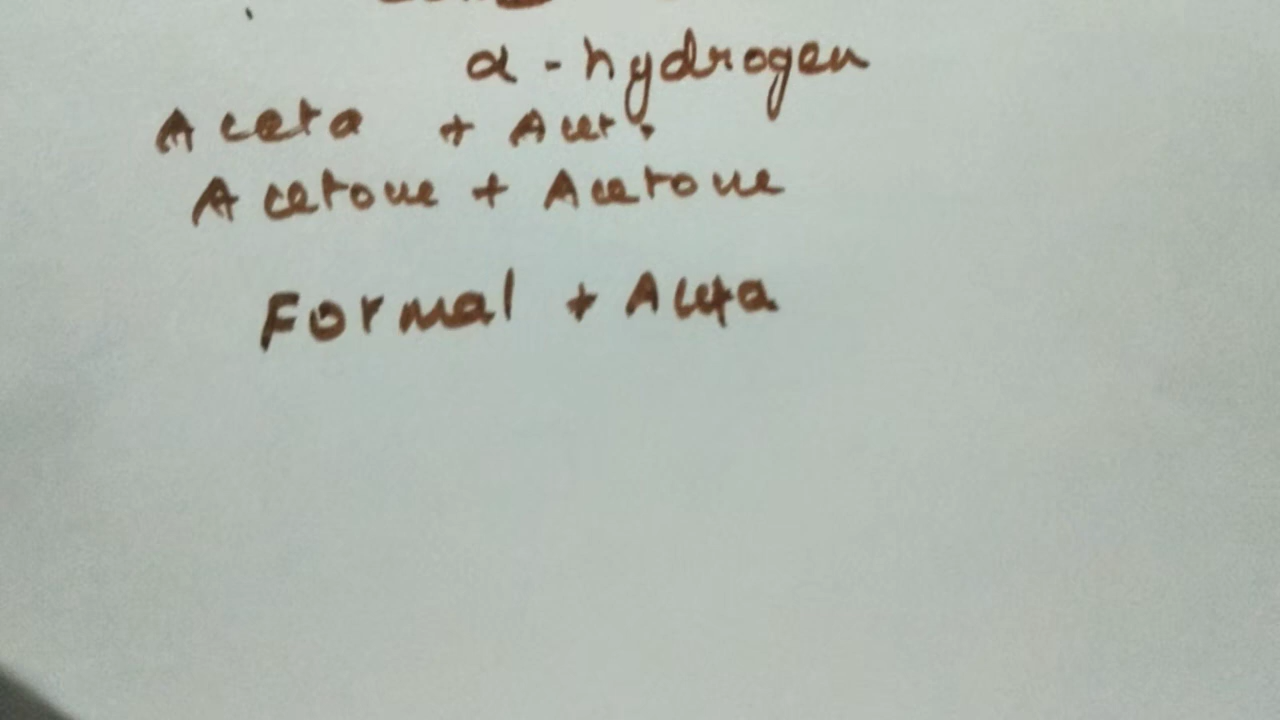 α - hydrogen
Aceta + Acet.
Acetone + Acetone
Formal + Aceta